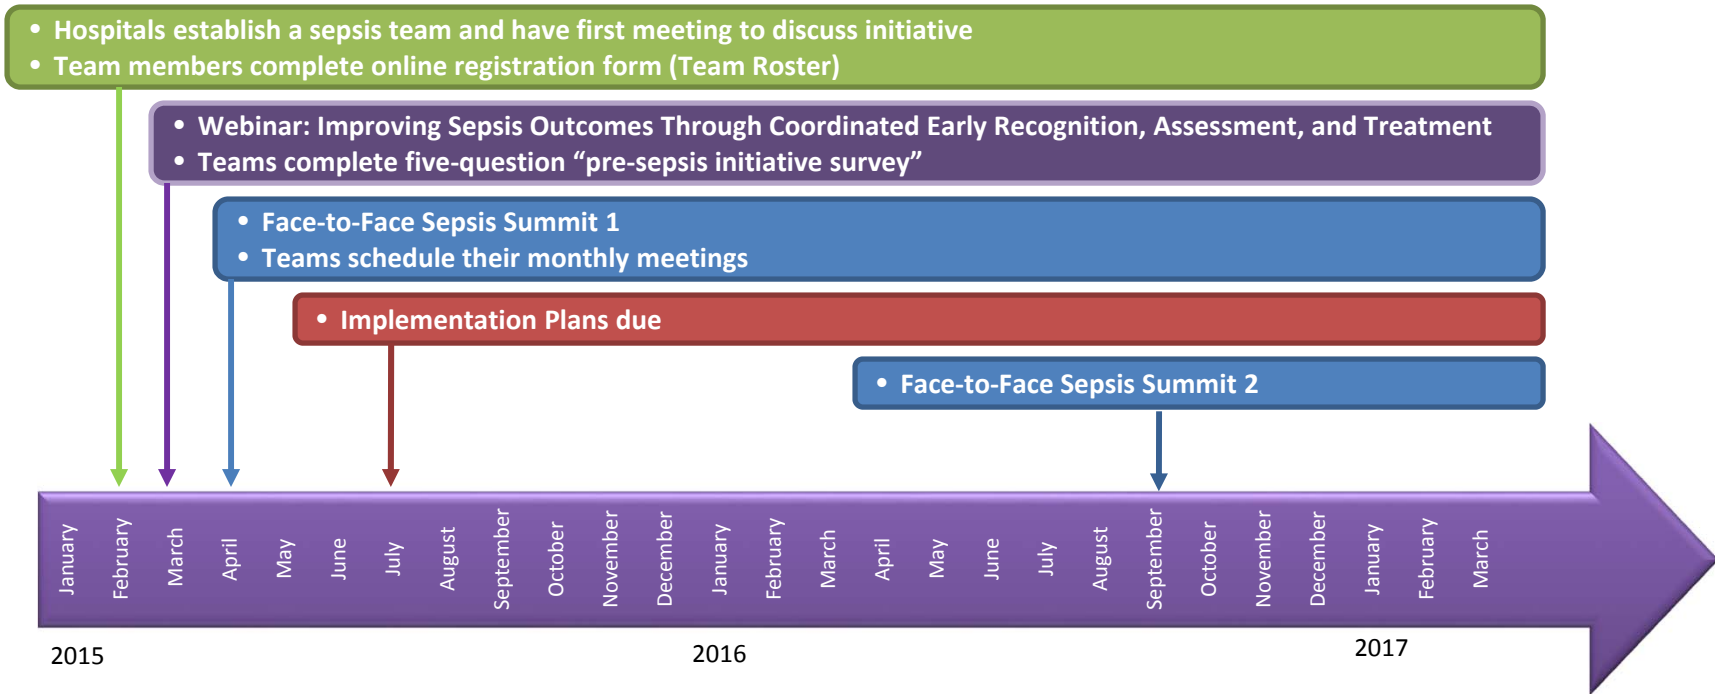 • Hospitals establish a sepsis team and have first meeting to discuss initiative
• Team members complete online registration form (Team Roster)
• Webinar: Improving Sepsis Outcomes Through Coordinated Early Recognition, Assessment, and Treatment
• Teams complete five-question “pre-sepsis initiative survey”
• Face-to-Face Sepsis Summit 1
• Teams schedule their monthly meetings
• Implementation Plans due
• Face-to-Face Sepsis Summit 2
January
February
March
April
May
June
July
August
September
October
November
December
January
February
March
April
May
June
July
August
September
October
November
December
January
February
March
2015
2016
2017